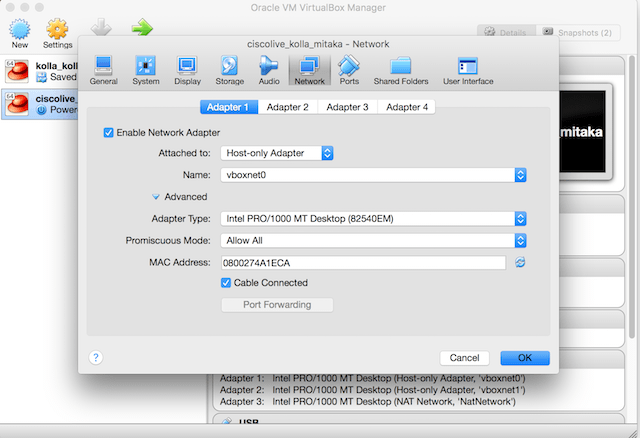 Oracle VM VirtualBox Manager
New
Settings
Details
Snapshots (2)
64
kolla_koll
Saved
64
ciscolive_
Powere
mitaka
ciscolive_kolla_mitaka – Network
General
System
Display
Storage
Audio
Network
Ports
Shared Folders
User Interface
Adapter 1
Adapter 2
Adapter 3
Adapter 4
Enable Network Adapter
Attached to:
Host-only Adapter
Name:
vboxnet0
Advanced
Adapter Type:
Intel PRO/1000 MT Desktop (82540EM)
Promiscuous Mode:
Allow All
MAC Address:
0800274A1ECA
Cable Connected
Port Forwarding
?
Cancel
OK
Adapter 1: Intel PRO/1000 MT Desktop (Host-only Adapter, 'vboxnet0')
Adapter 2: Intel PRO/1000 MT Desktop (Host-only Adapter, 'vboxnet1')
Adapter 3: Intel PRO/1000 MT Desktop (NAT Network, 'NatNetwork')
USB